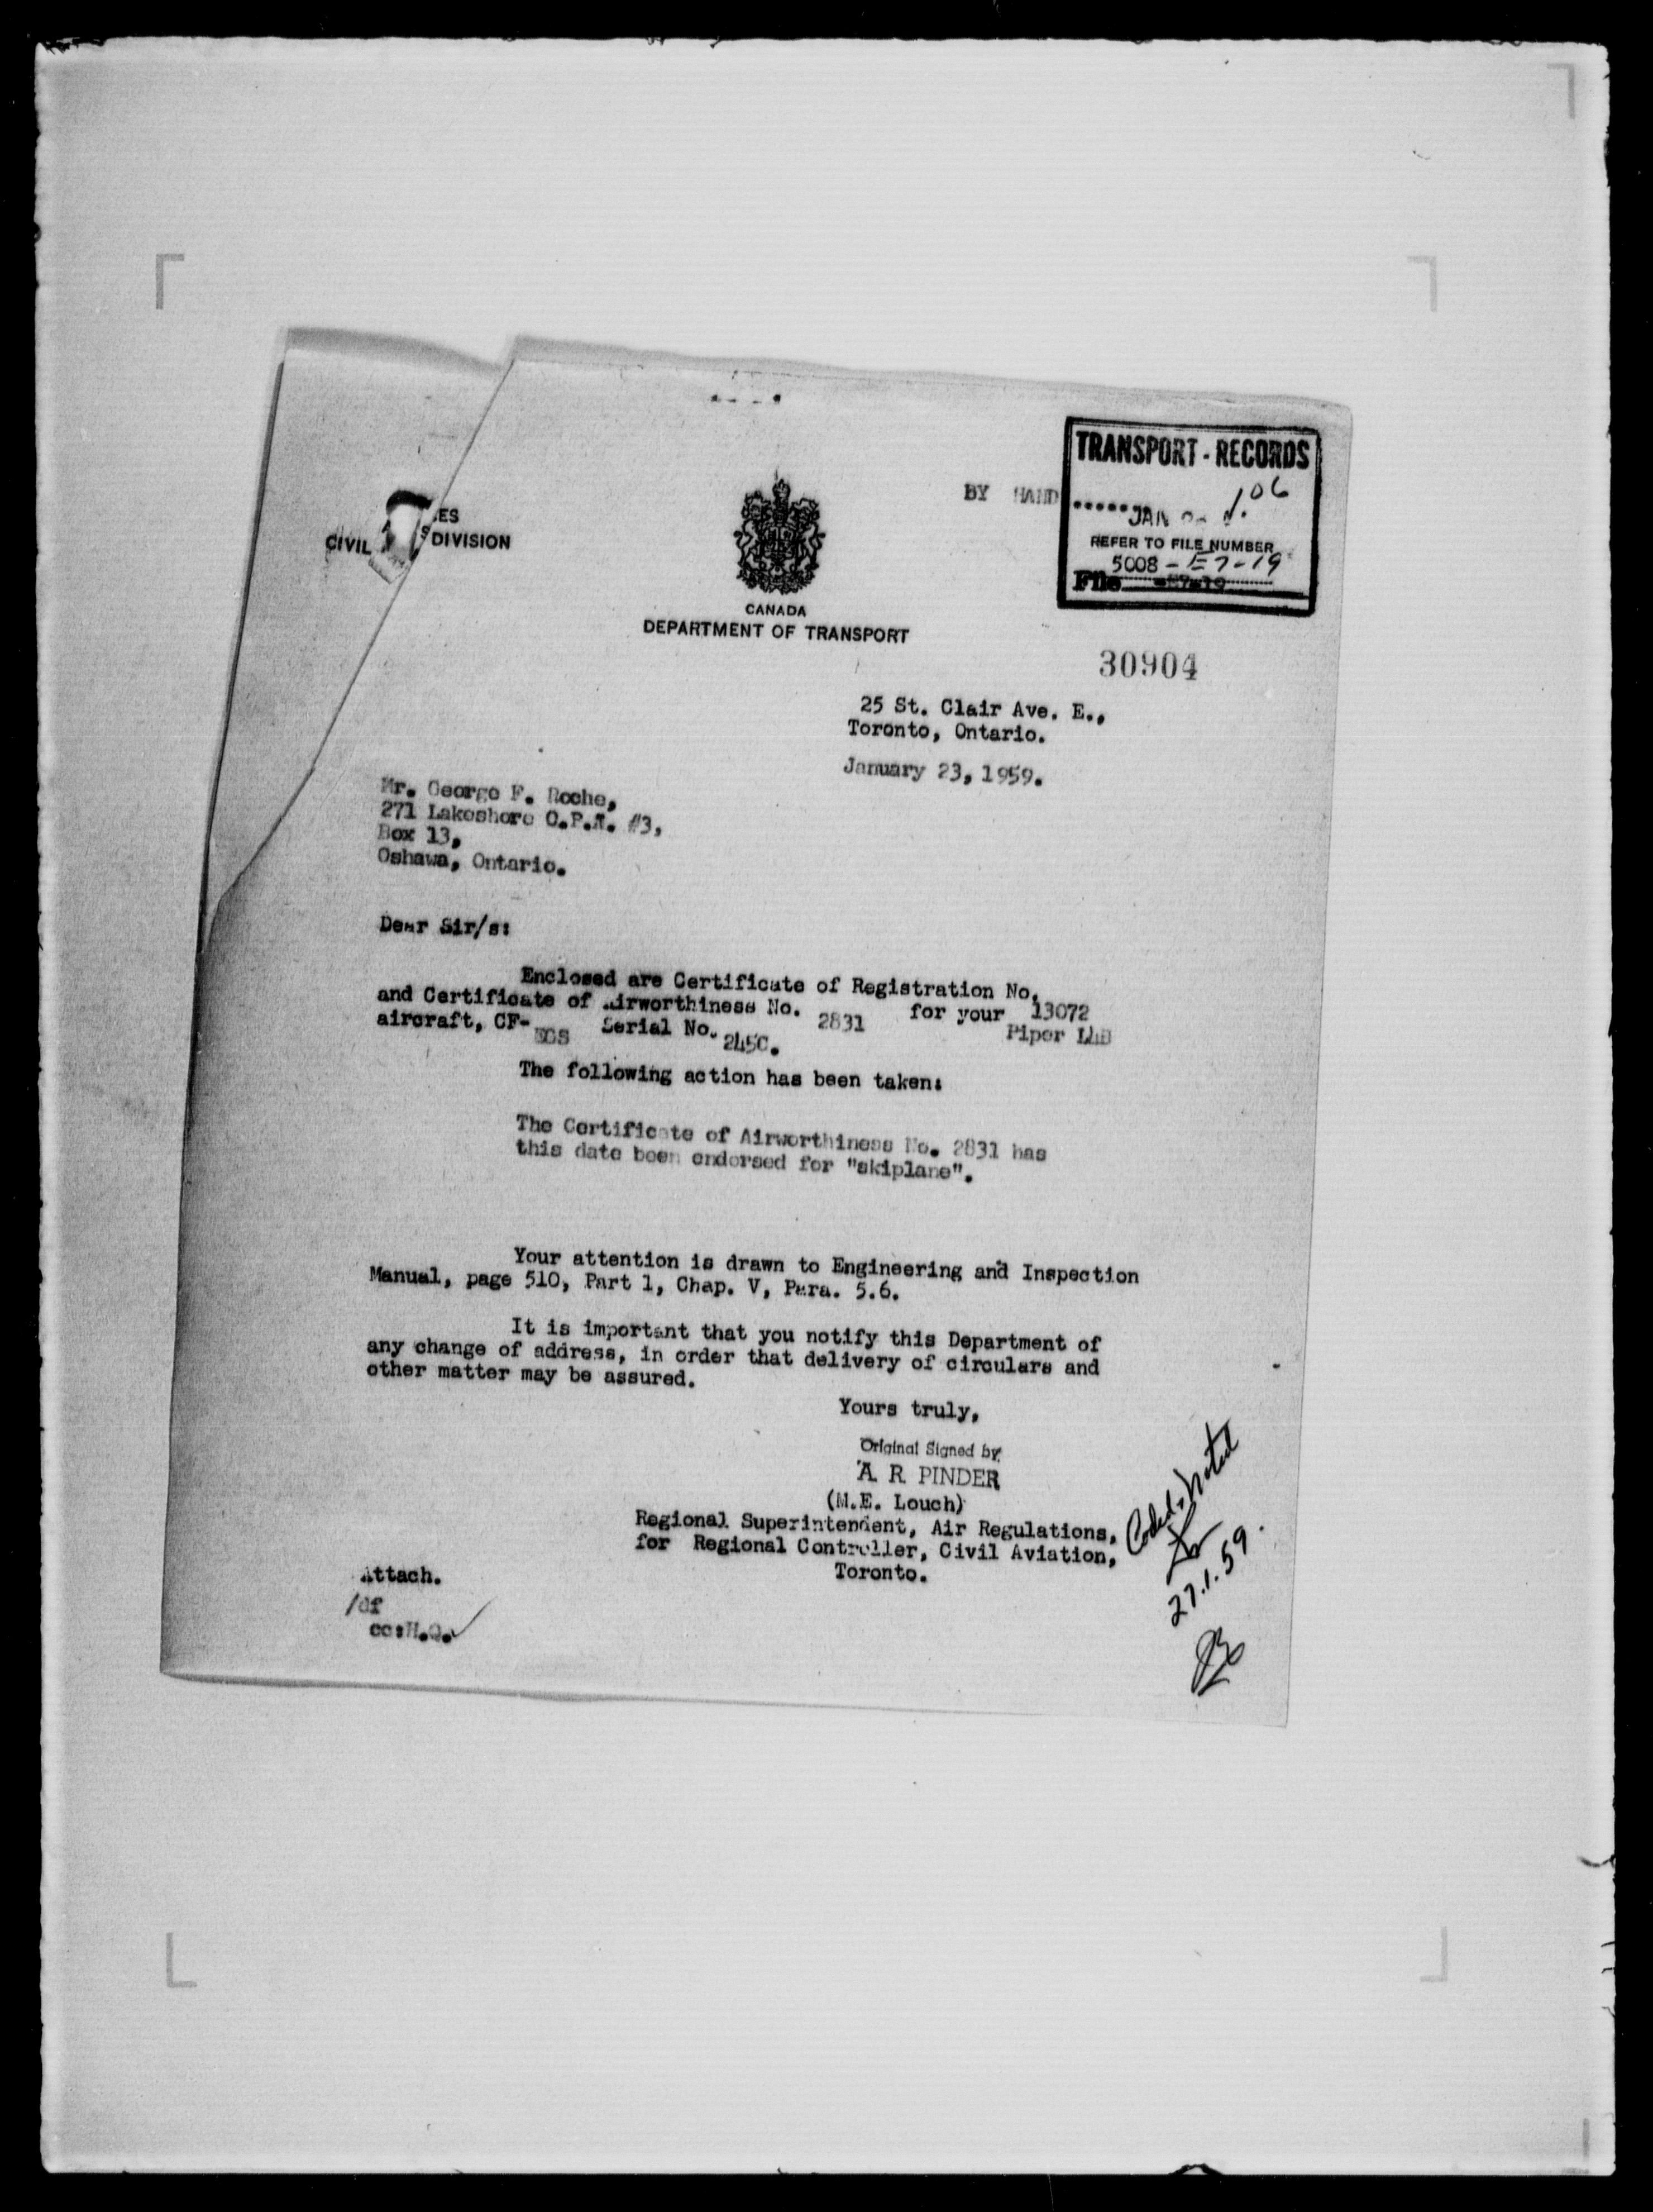 TRANSPORT - RECORDS
BY HAND
JAN
REFER TO FILE NUMBER
5008 - E7-19
File
CIVIL
DIVISION
CANADA
DEPARTMENT OF TRANSPORT
30904
25 St. Clair Ave. E.,
Toronto, Ontario.
January 23, 1959.
Mr. George F. Roche,
271 Lakeshore #3,
Box 13,
Oshawa, Ontario.
Dear Sir/s:
Enclosed are Certificate of Registration No. 13072
and Certificate of Airworthiness No. 2831 for your Piper
aircraft, CF- Serial No. 245C.
The following action has been taken:
The Certificate of Airworthiness No. 2831 has
this date been endorsed for "skiplane".
Your attention is drawn to Engineering and Inspection
Manual, page 510, Part 1, Chap. V, Para. 5.6.
It is important that you notify this Department of
any change of address, in order that delivery of circulars and
other matter may be assured.
Yours truly,
Original Signed by
A. R. PINDER
(M.E. Louch)
Regional Superintendent, Air Regulations,
for Regional Controller, Civil Aviation,
Toronto.
Attach.
/df
cc:H.Q.
27.1.59.